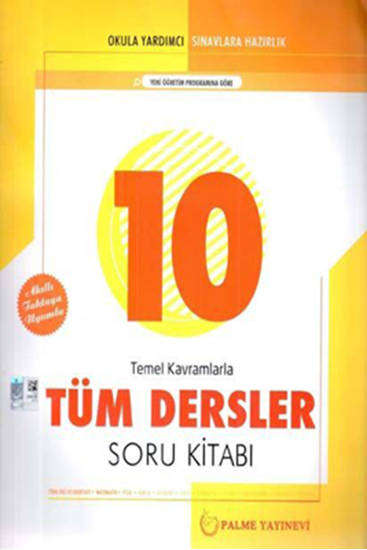 OKULA YARDIMCI SINAVLARA HAZIRLIK
YENİ ÖĞRETİM PROGRAMINA GÖRE
10
Akıllı
Tahtaya
Uyumlu
Temel Kavramlarla
TÜM DERSLER
SORU KİTABI
PALME YAYINEVİ